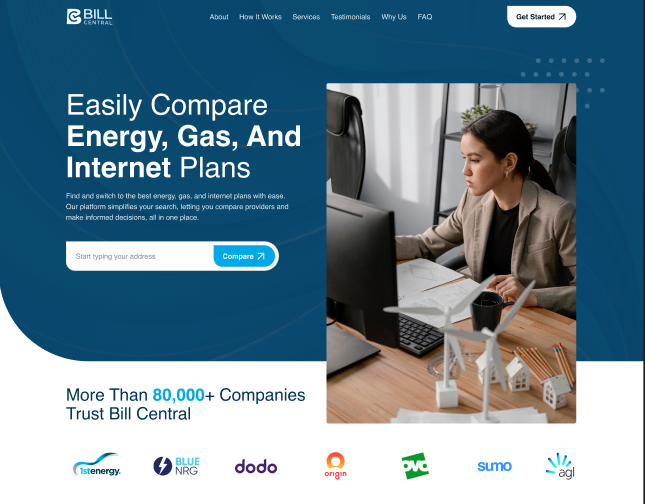 BILL
CENTRAL
About How It Works Services Testimonials Why Us FAQ
Get Started
Easily Compare
Energy, Gas, And
Internet Plans
Find and switch to the best energy, gas, and internet plans with ease.
Our platform simplifies your search, letting you compare providers and
make informed decisions, all in one place.
Start typing your address
Compare
More Than 80,000+ Companies
Trust Bill Central
1stenergy.
BLUE
NRG
dodo
origin
ovo
sumo
agl